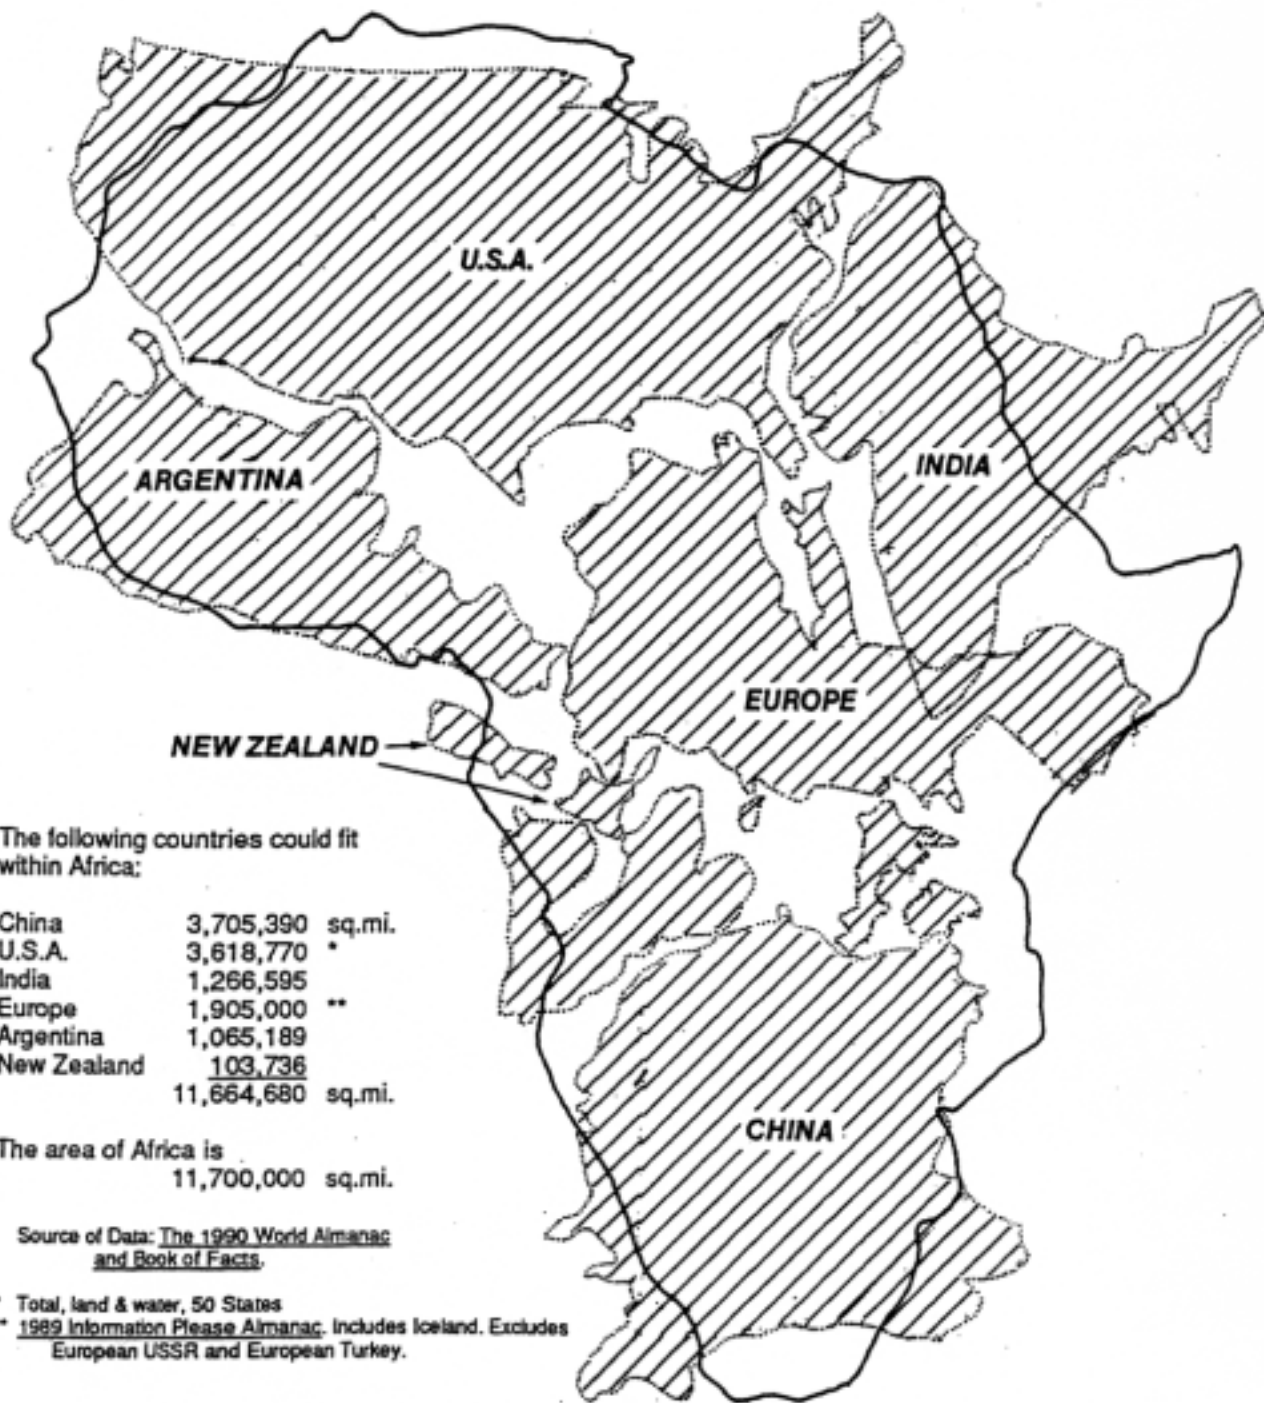 U.S.A.
ARGENTINA
INDIA
EUROPE
NEW ZEALAND
The following countries could fit
within Africa:
China 3,705,390 sq.mi.
U.S.A. 3,618,770 *
India 1,266,595
Europe 1,905,000 **
Argentina 1,065,189
New Zealand 103,736
11,664,680 sq.mi.
CHINA
The area of Africa is
11,700,000 sq.mi.
Source of Data: The 1990 World Almanac
and Book of Facts.
* Total, land & water, 50 States
* 1989 Information Please Almanac. Includes Iceland. Excludes
European USSR and European Turkey.